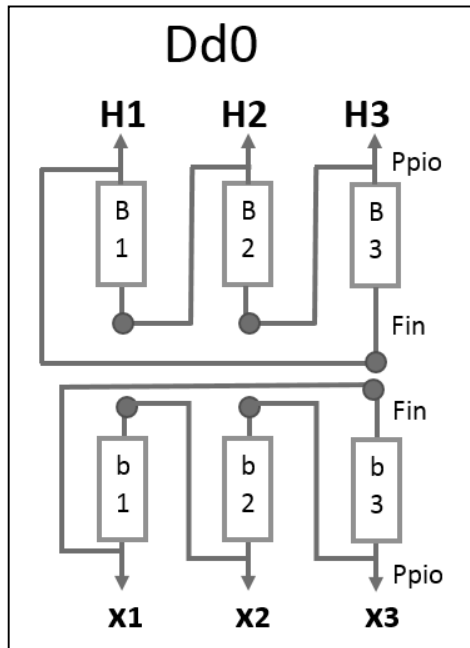 Dd0
H1 H2 H3
Ppio
B B B
1 2 3
Fin
Fin
b b b
1 2 3
Ppio
x1 x2 x3